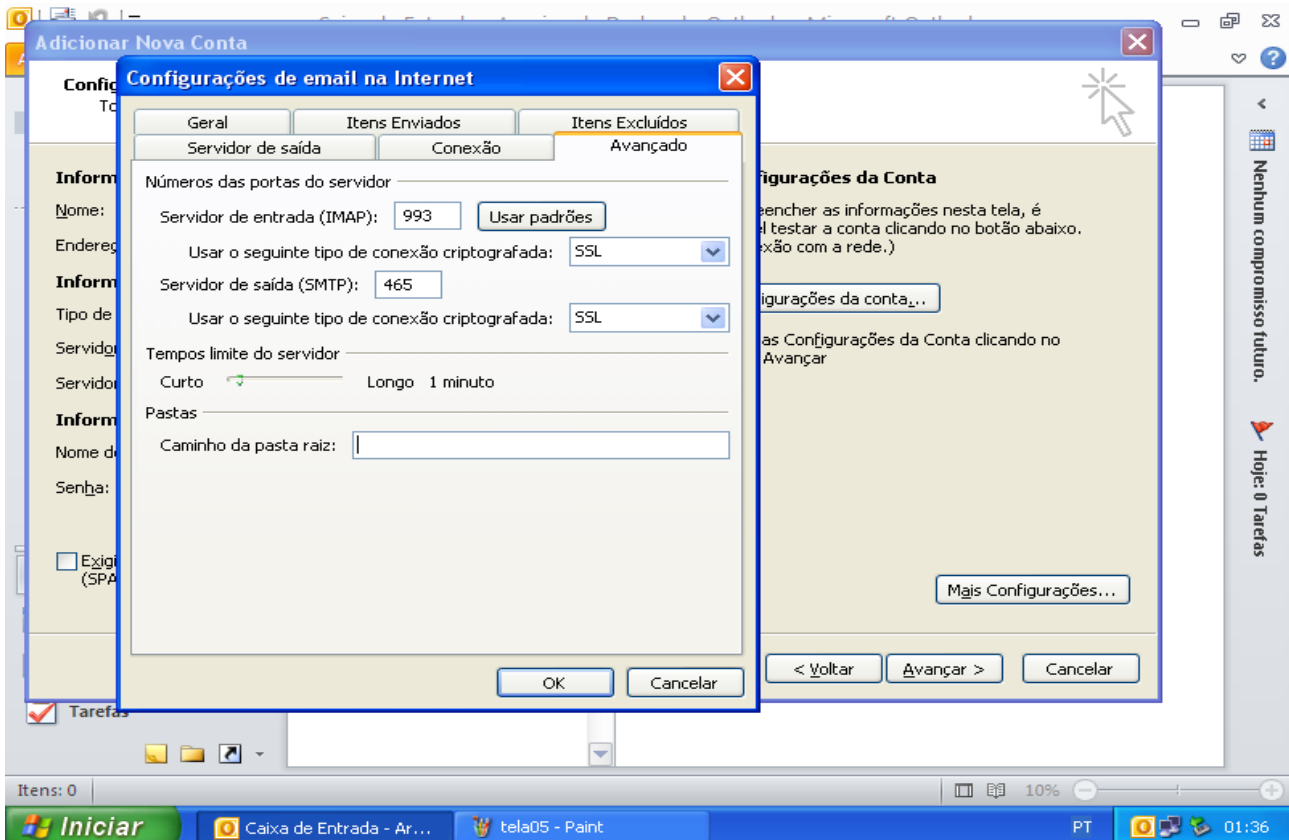 Adicionar Nova Conta
Configurações de email na Internet
Config
To
Geral
Itens Enviados
Itens Excluídos
Servidor de saída
Conexão
Avançado
Inform
Números das portas do servidor
figurações da Conta
Nome:
Servidor de entrada (IMAP):
993
Usar padrões
eencher as informações nesta tela, é
l testar a conta clicando no botão abaixo.
Endereç
Usar o seguinte tipo de conexão criptografada:
SSL
exão com a rede.)
Inform
Servidor de saída (SMTP):
465
igurações da conta...
Tipo de
Usar o seguinte tipo de conexão criptografada:
SSL
as Configurações da Conta clicando no
Avançar
Servido
Tempos limite do servidor
Servido
Curto
Longo
1 minuto
Inform
Pastas
Nome d
Caminho da pasta raiz:
Senha:
Exigi
(SPA
Mais Configurações...
OK
Cancelar
< Voltar
Avançar >
Cancelar
Nenhum compromisso futuro.
Hoje: 0 Tarefas
Tarefas
Itens: 0
10%
Iniciar
Caixa de Entrada - Ar...
tela05 - Paint
PT
01:36